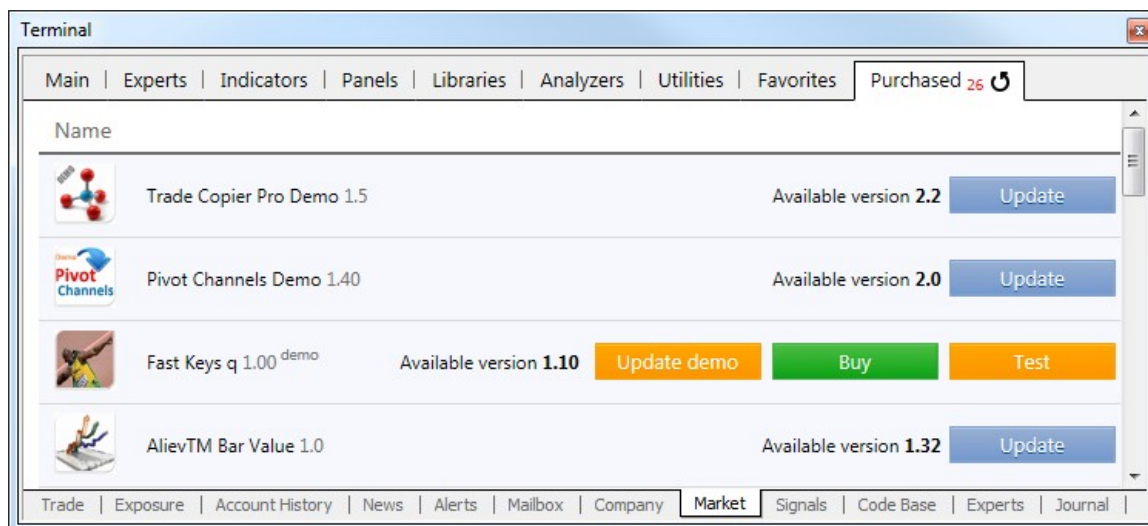 Terminal
Main | Experts | Indicators | Panels | Libraries | Analyzers | Utilities | Favorites | Purchased 26
Name
DEMO
Trade Copier Pro Demo 1.5 Available version 2.2 Update
Demo
Pivot
Channels
Pivot Channels Demo 1.40 Available version 2.0 Update
Fast Keys q 1.00 demo Available version 1.10 Update demo Buy Test
AlievTM Bar Value 1.0 Available version 1.32 Update
Trade | Exposure | Account History | News | Alerts | Mailbox | Company | Market | Signals | Code Base | Experts | Journal |